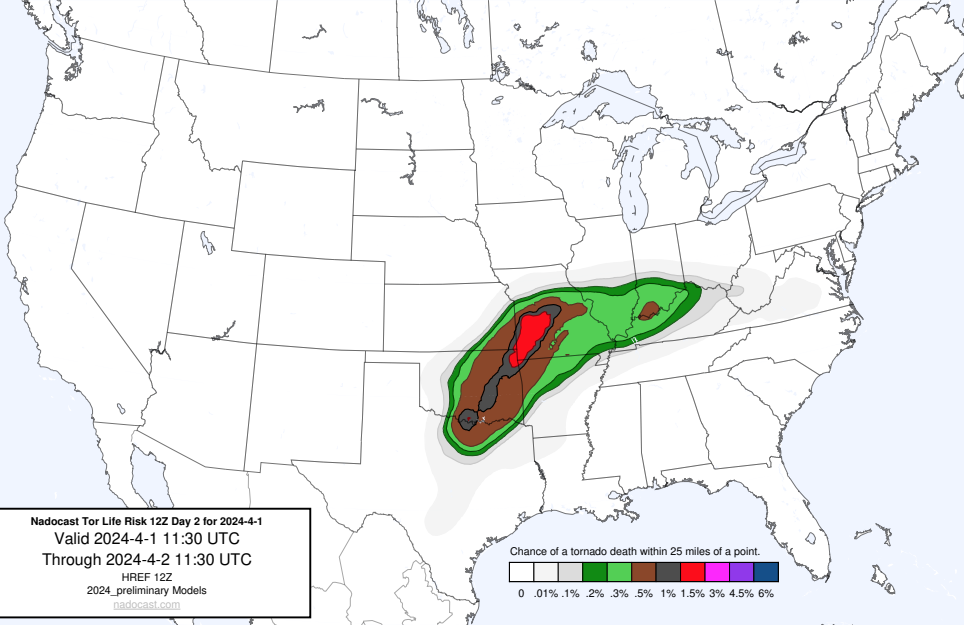 Nadocast Tor Life Risk 12Z Day 2 for 2024-4-1
Valid 2024-4-1 11:30 UTC
Through 2024-4-2 11:30 UTC
HREF 12Z
2024_preliminary Models
nadocast.com
Chance of a tornado death within 25 miles of a point.
0 .01% .1% .2% .3% .5% 1% 1.5% 3% 4.5% 6%